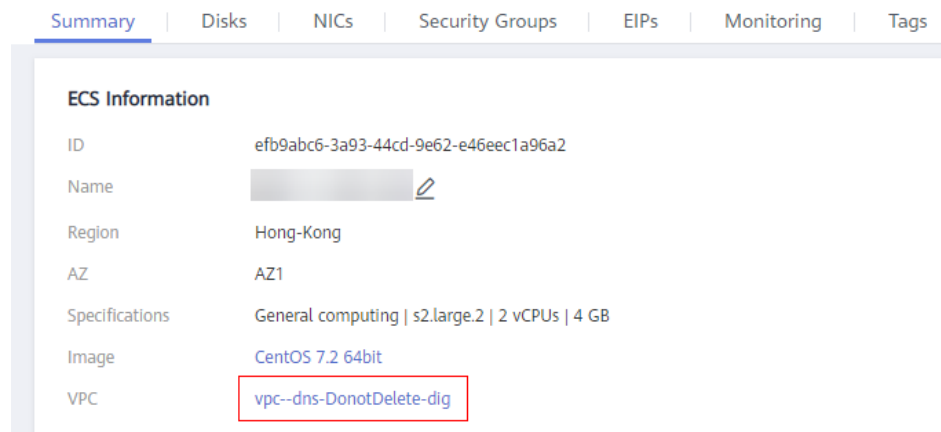 Summary Disks NICs Security Groups EIPs Monitoring Tags
ECS Information
ID efb9abc6-3a93-44cd-9e62-e46eec1a96a2
Name
Region Hong-Kong
AZ AZ1
Specifications General computing | s2.large.2 | 2 vCPUs | 4 GB
Image CentOS 7.2 64bit
VPC vpc--dns-DonotDelete-dig